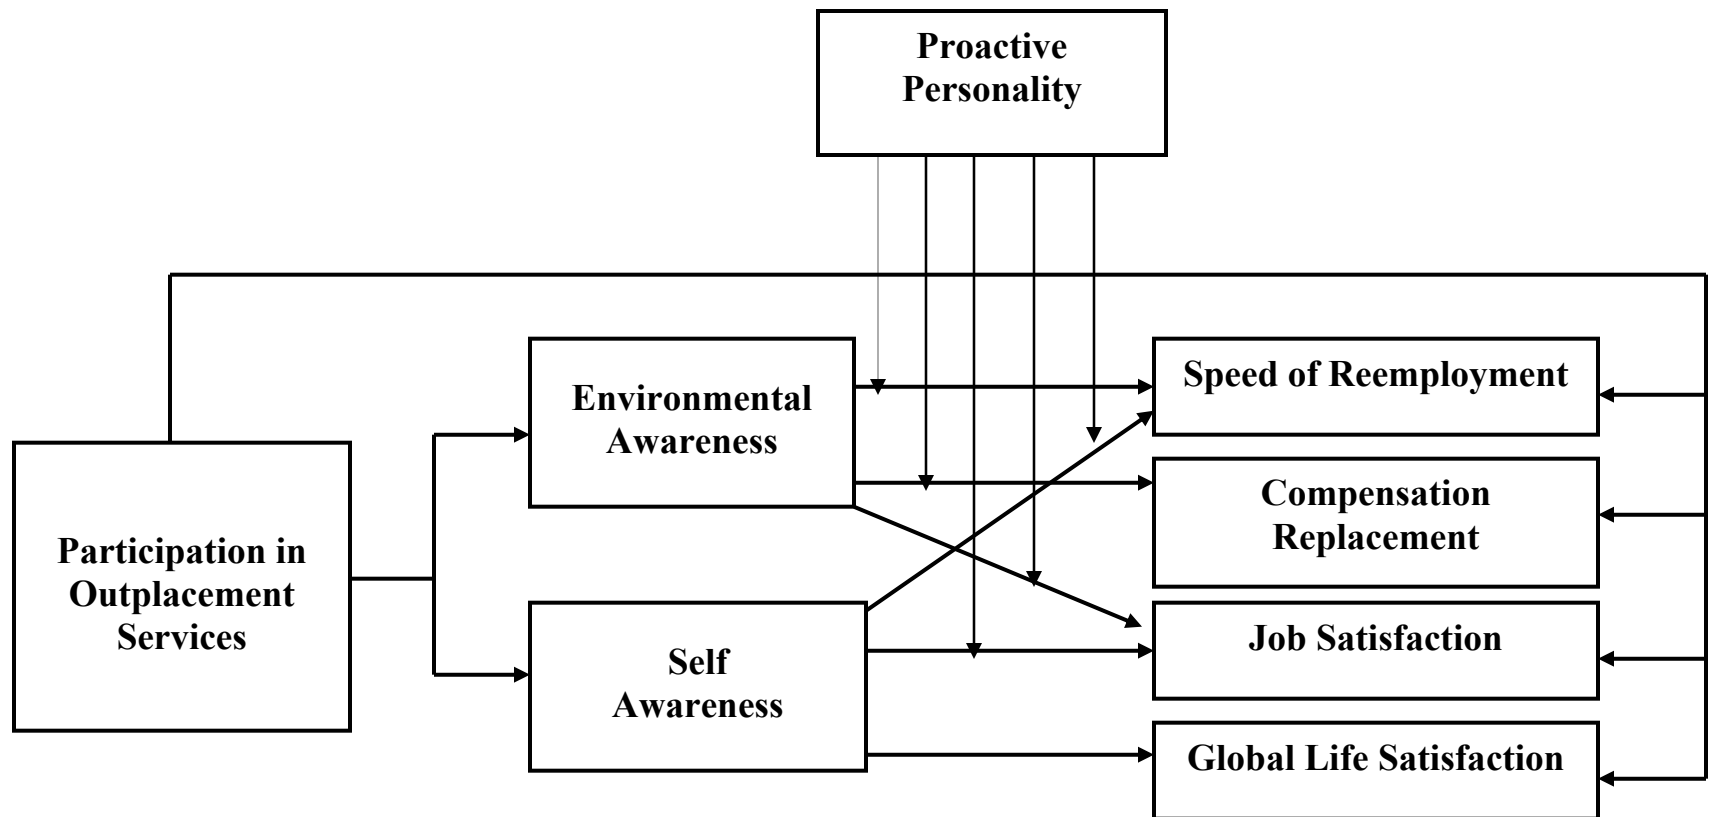 Proactive
Personality
Environmental
Awareness
Speed of Reemployment
Compensation
Replacement
Participation in
Outplacement
Services
Self
Awareness
Job Satisfaction
Global Life Satisfaction